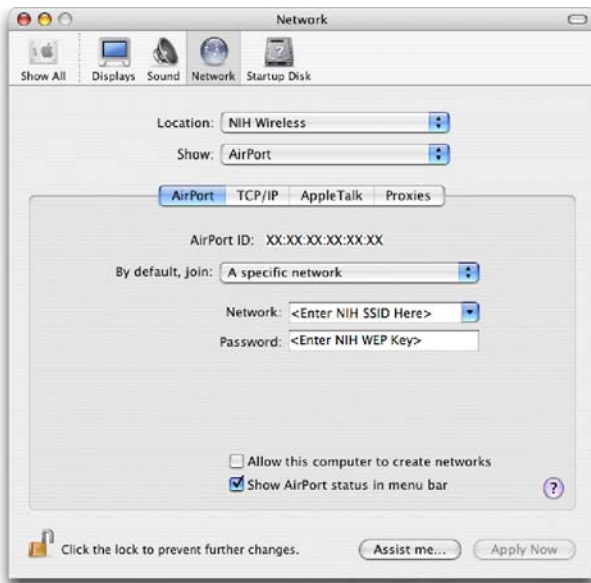 Network
Show All Displays Sound Network Startup Disk
Location: NIH Wireless
Show: AirPort
AirPort TCP/IP AppleTalk Proxies
AirPort ID: XX:XX:XX:XX:XX:XX
By default, join: A specific network
Network: <Enter NIH SSID Here>
Password: <Enter NIH WEP Key>
Allow this computer to create networks
Show AirPort status in menu bar
?
Click the lock to prevent further changes.
Assist me... Apply Now